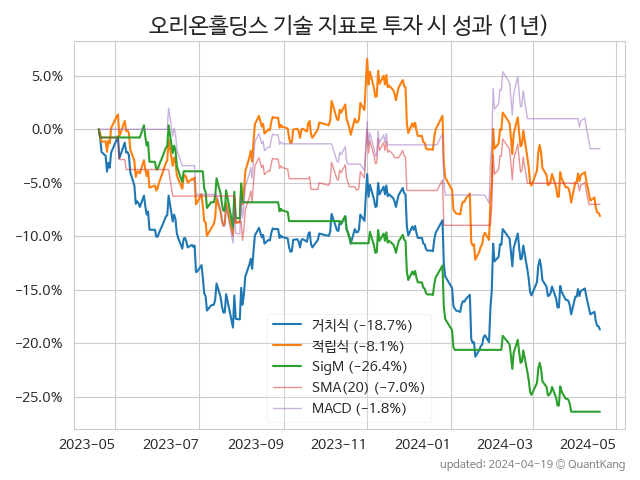 오리온홀딩스 기술 지표로 투자 시 성과 (1년)
5.0%
0.0%
−5.0%
−10.0%
−15.0%
−20.0%
−25.0%
거치식 (−18.7%)
적립식 (−8.1%)
SigM (−26.4%)
SMA(20) (−7.0%)
MACD (−1.8%)
2023−05 2023−07 2023−09 2023−11 2024−01 2024−03 2024−05
updated: 2024−04−19 ⓒ QuantKang